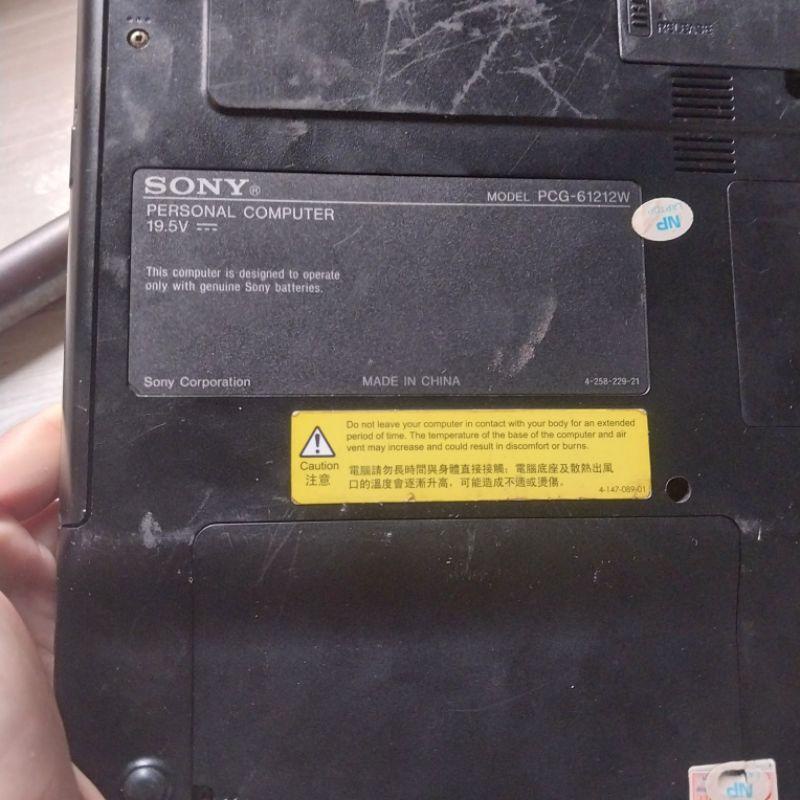 RELEASE
SONY®
MODEL PCG-61212W
PERSONAL COMPUTER
19.5V
NP
LAPTOP
This computer is designed to operate
only with genuine Sony batteries.
Sony Corporation
MADE IN CHINA
4-258-229-21
Caution
注意
Do not leave your computer in contact with your body for an extended
period of time. The temperature of the base of the computer and air
vent may increase and could result in discomfort or burns.
電腦請勿長時間與身體直接接觸；電腦底座及散熱出風
口的溫度會逐漸升高，可能造成不適或燙傷。
4-147-089-01
NP